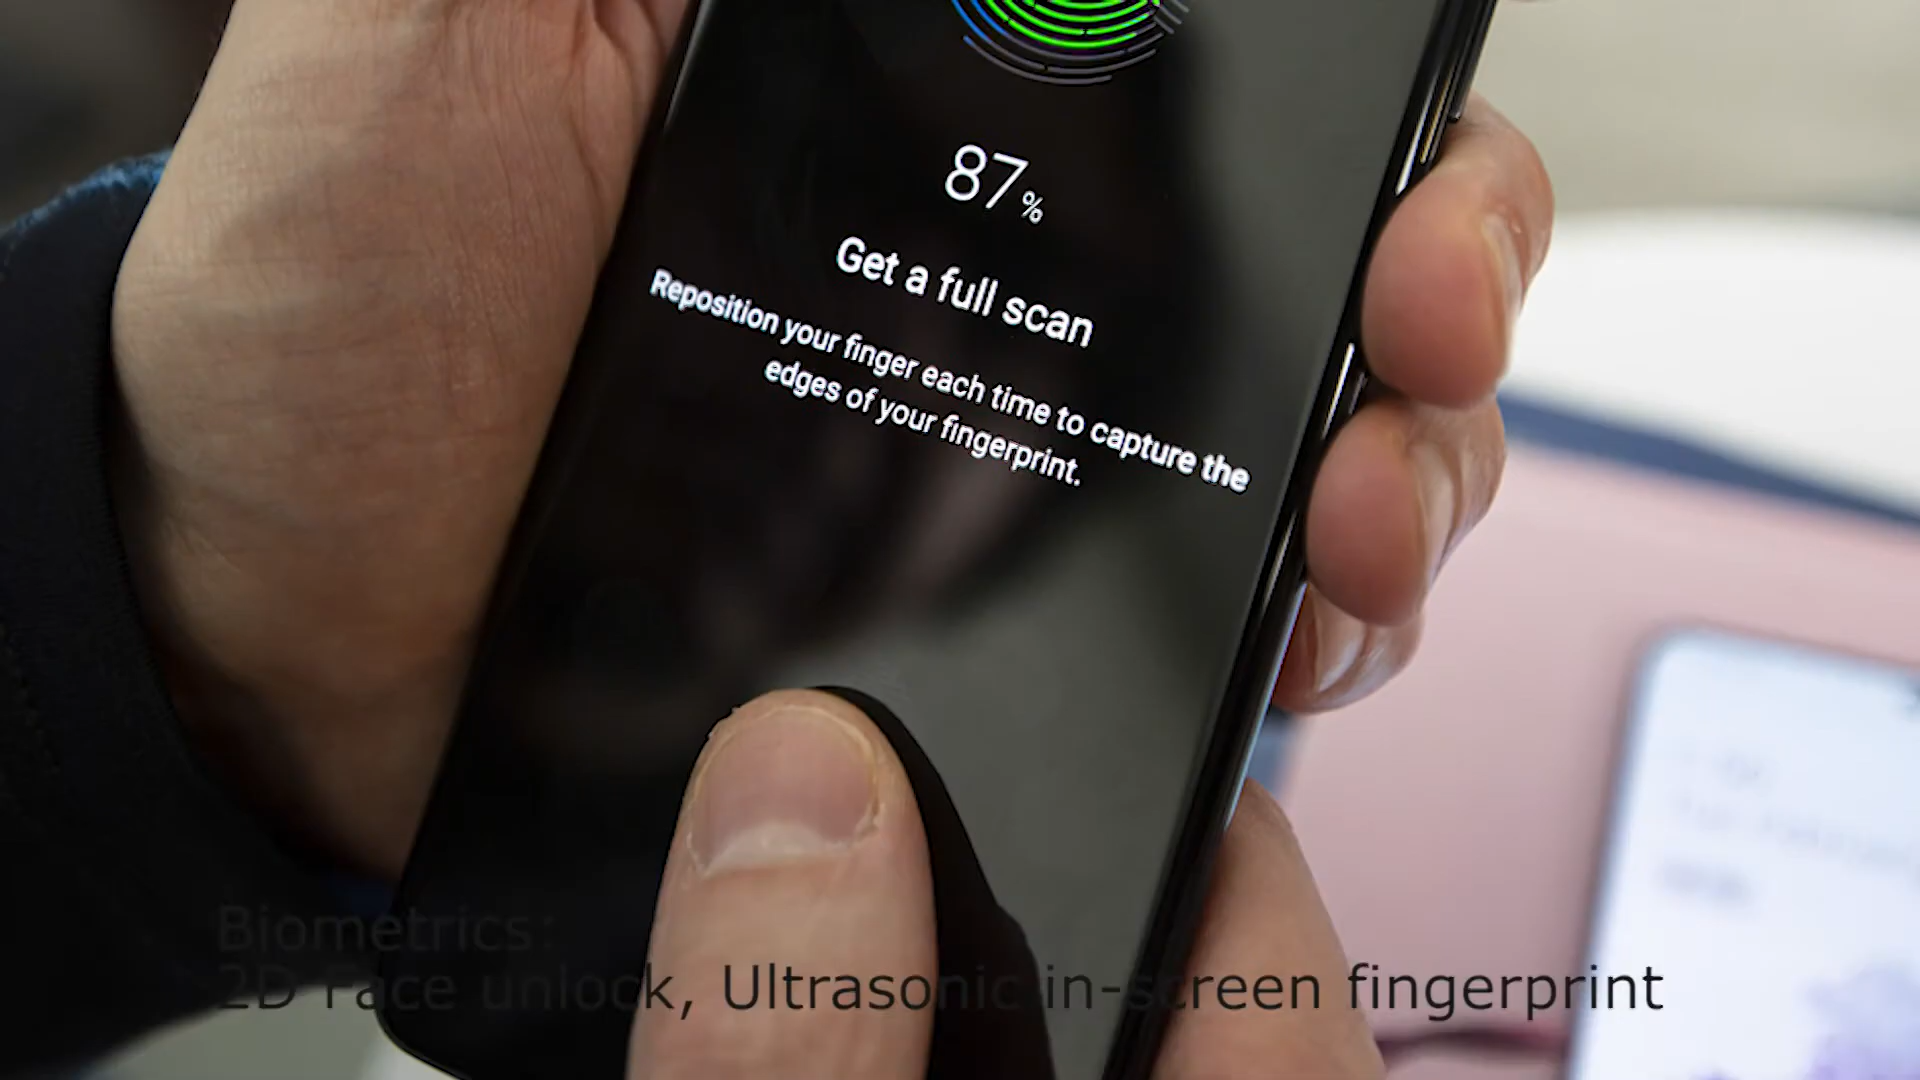 87%
Get a full scan
Reposition your finger each time to capture the
edges of your fingerprint.
Biometrics:
2D Face unlock, Ultrasonic in-screen fingerprint